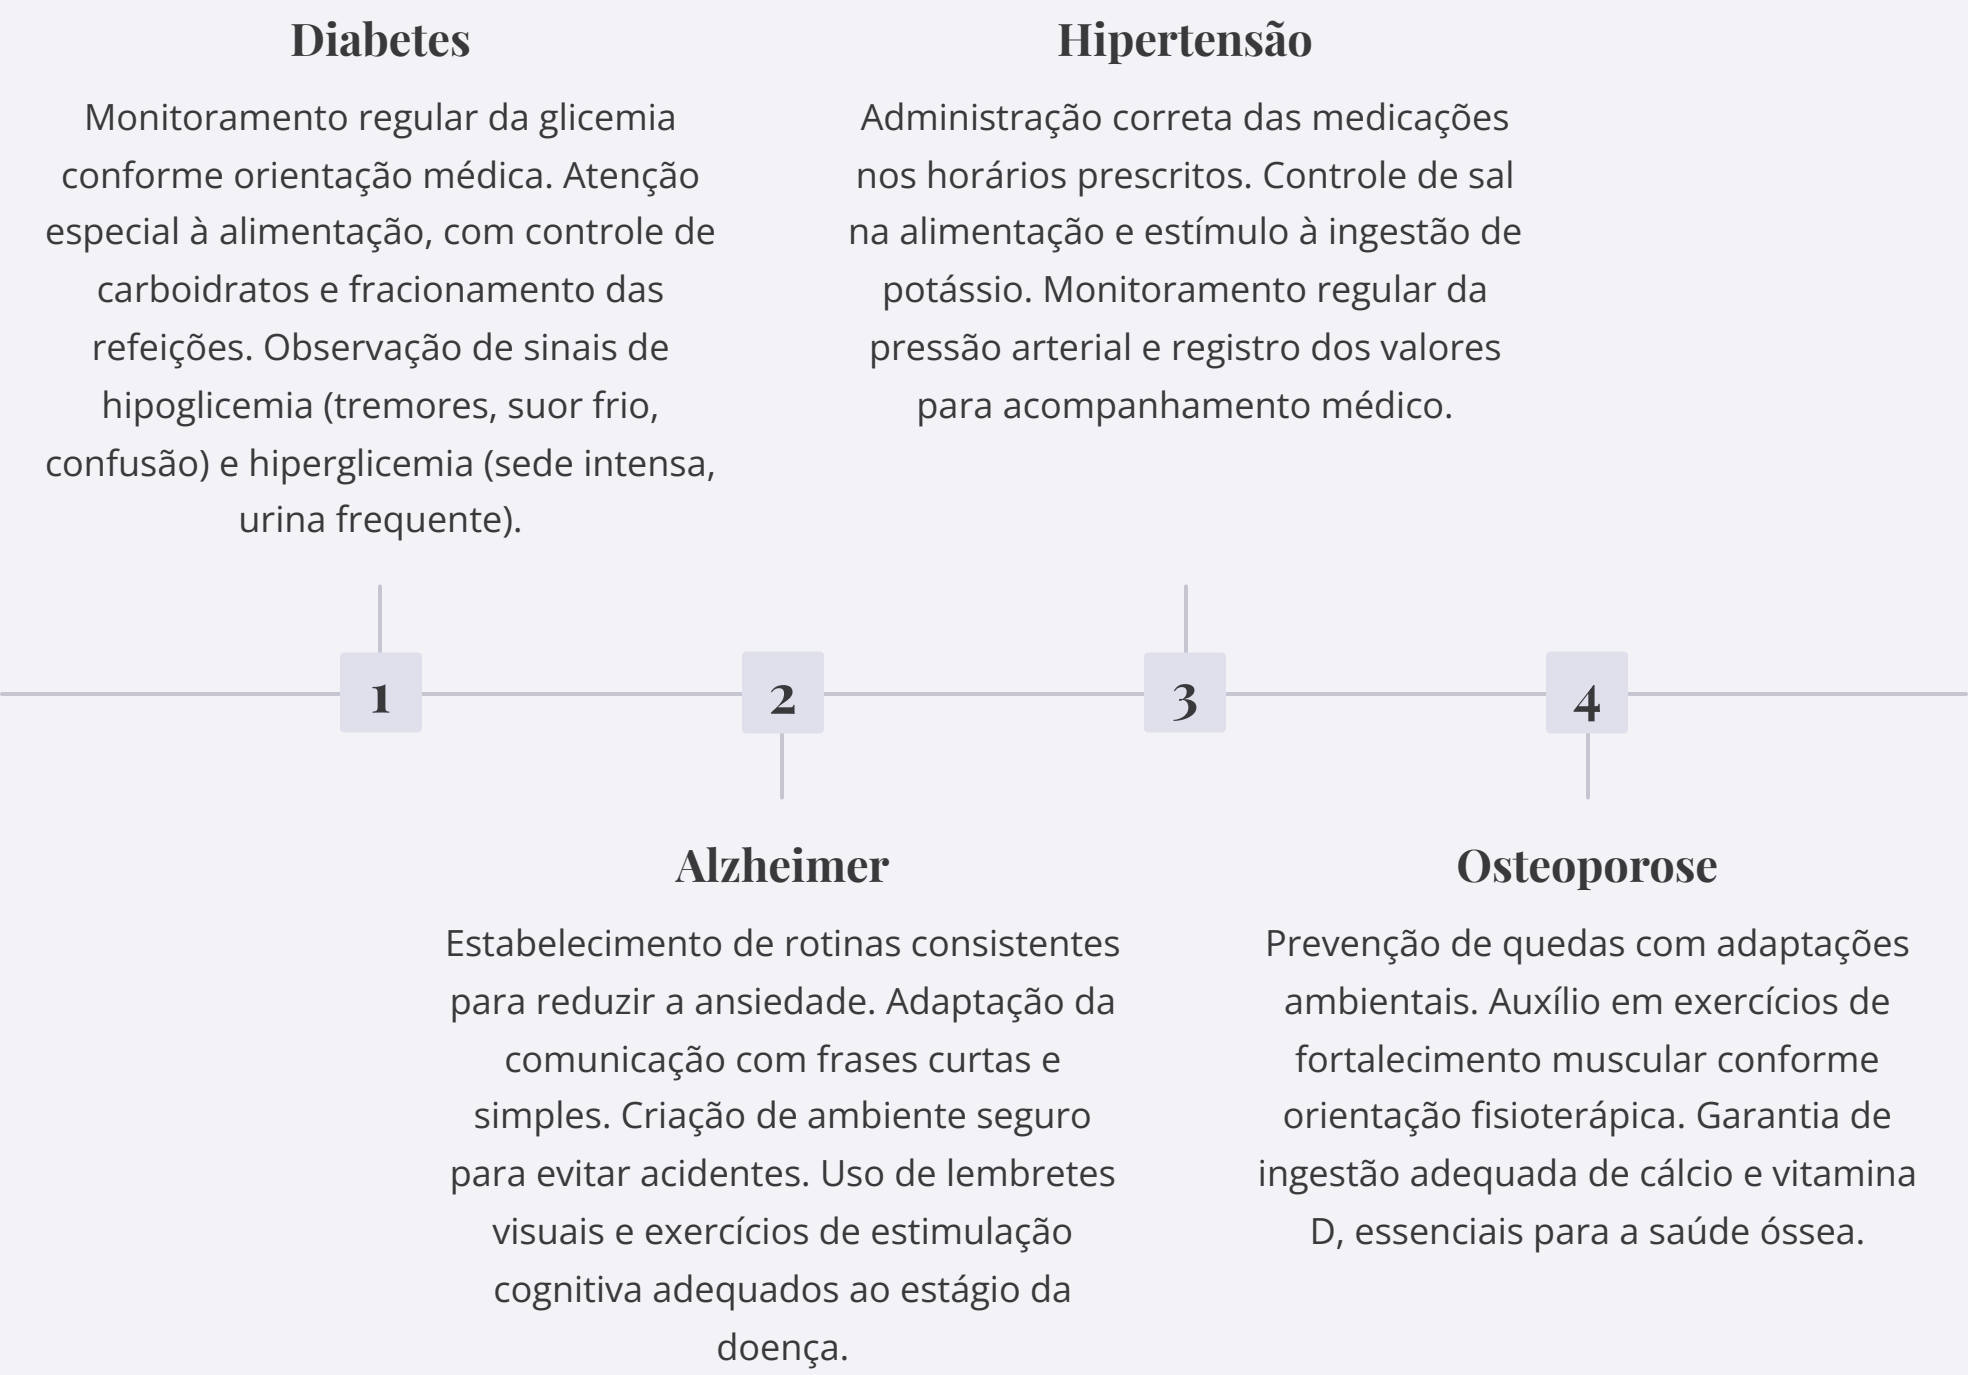 Diabetes
Monitoramento regular da glicemia
conforme orientação médica. Atenção
especial à alimentação, com controle de
carboidratos e fracionamento das
refeições. Observação de sinais de
hipoglicemia (tremores, suor frio,
confusão) e hiperglicemia (sede intensa,
urina frequente).
Hipertensão
Administração correta das medicações
nos horários prescritos. Controle de sal
na alimentação e estímulo à ingestão de
potássio. Monitoramento regular da
pressão arterial e registro dos valores
para acompanhamento médico.
1
2
3
4
Alzheimer
Estabelecimento de rotinas consistentes
para reduzir a ansiedade. Adaptação da
comunicação com frases curtas e
simples. Criação de ambiente seguro
para evitar acidentes. Uso de lembretes
visuais e exercícios de estimulação
cognitiva adequados ao estágio da
doença.
Osteoporose
Prevenção de quedas com adaptações
ambientais. Auxílio em exercícios de
fortalecimento muscular conforme
orientação fisioterápica. Garantia de
ingestão adequada de cálcio e vitamina
D, essenciais para a saúde óssea.